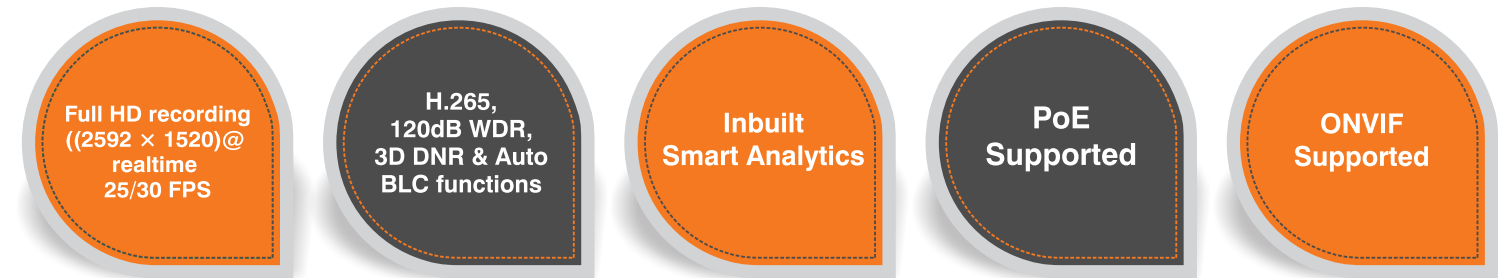 Full HD recording
((2592 × 1520)@
realtime
25/30 FPS
H.265,
120dB WDR,
3D DNR & Auto
BLC functions
Inbuilt
Smart Analytics
PoE
Supported
ONVIF
Supported